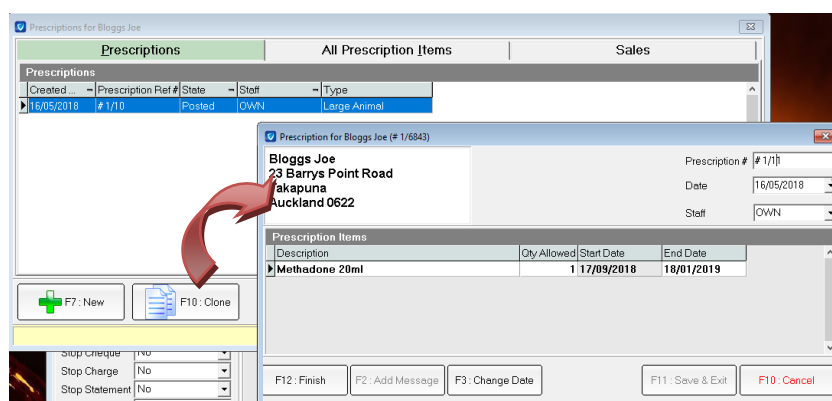 Prescriptions for Bloggs Joe
Prescriptions All Prescription Items Sales
Prescriptions
Created ... Prescription Ref # State Staff Type
16/05/2018 # 1/10 Posted OWN Large Animal
Prescription for Bloggs Joe (# 1/6843)
Bloggs Joe
23 Barrys Point Road
Takapuna
Auckland 0622
Prescription # # 1/11
Date 16/05/2018
Staff OWN
Prescription Items
Description Qty Allowed Start Date End Date
Methadone 20ml 1 17/09/2018 18/01/2019
F7 : New F10 : Clone
Stop Cheque No
Stop Charge No
Stop Statement No
F12 : Finish F2 : Add Message F3 : Change Date F11 : Save & Exit F10 : Cancel